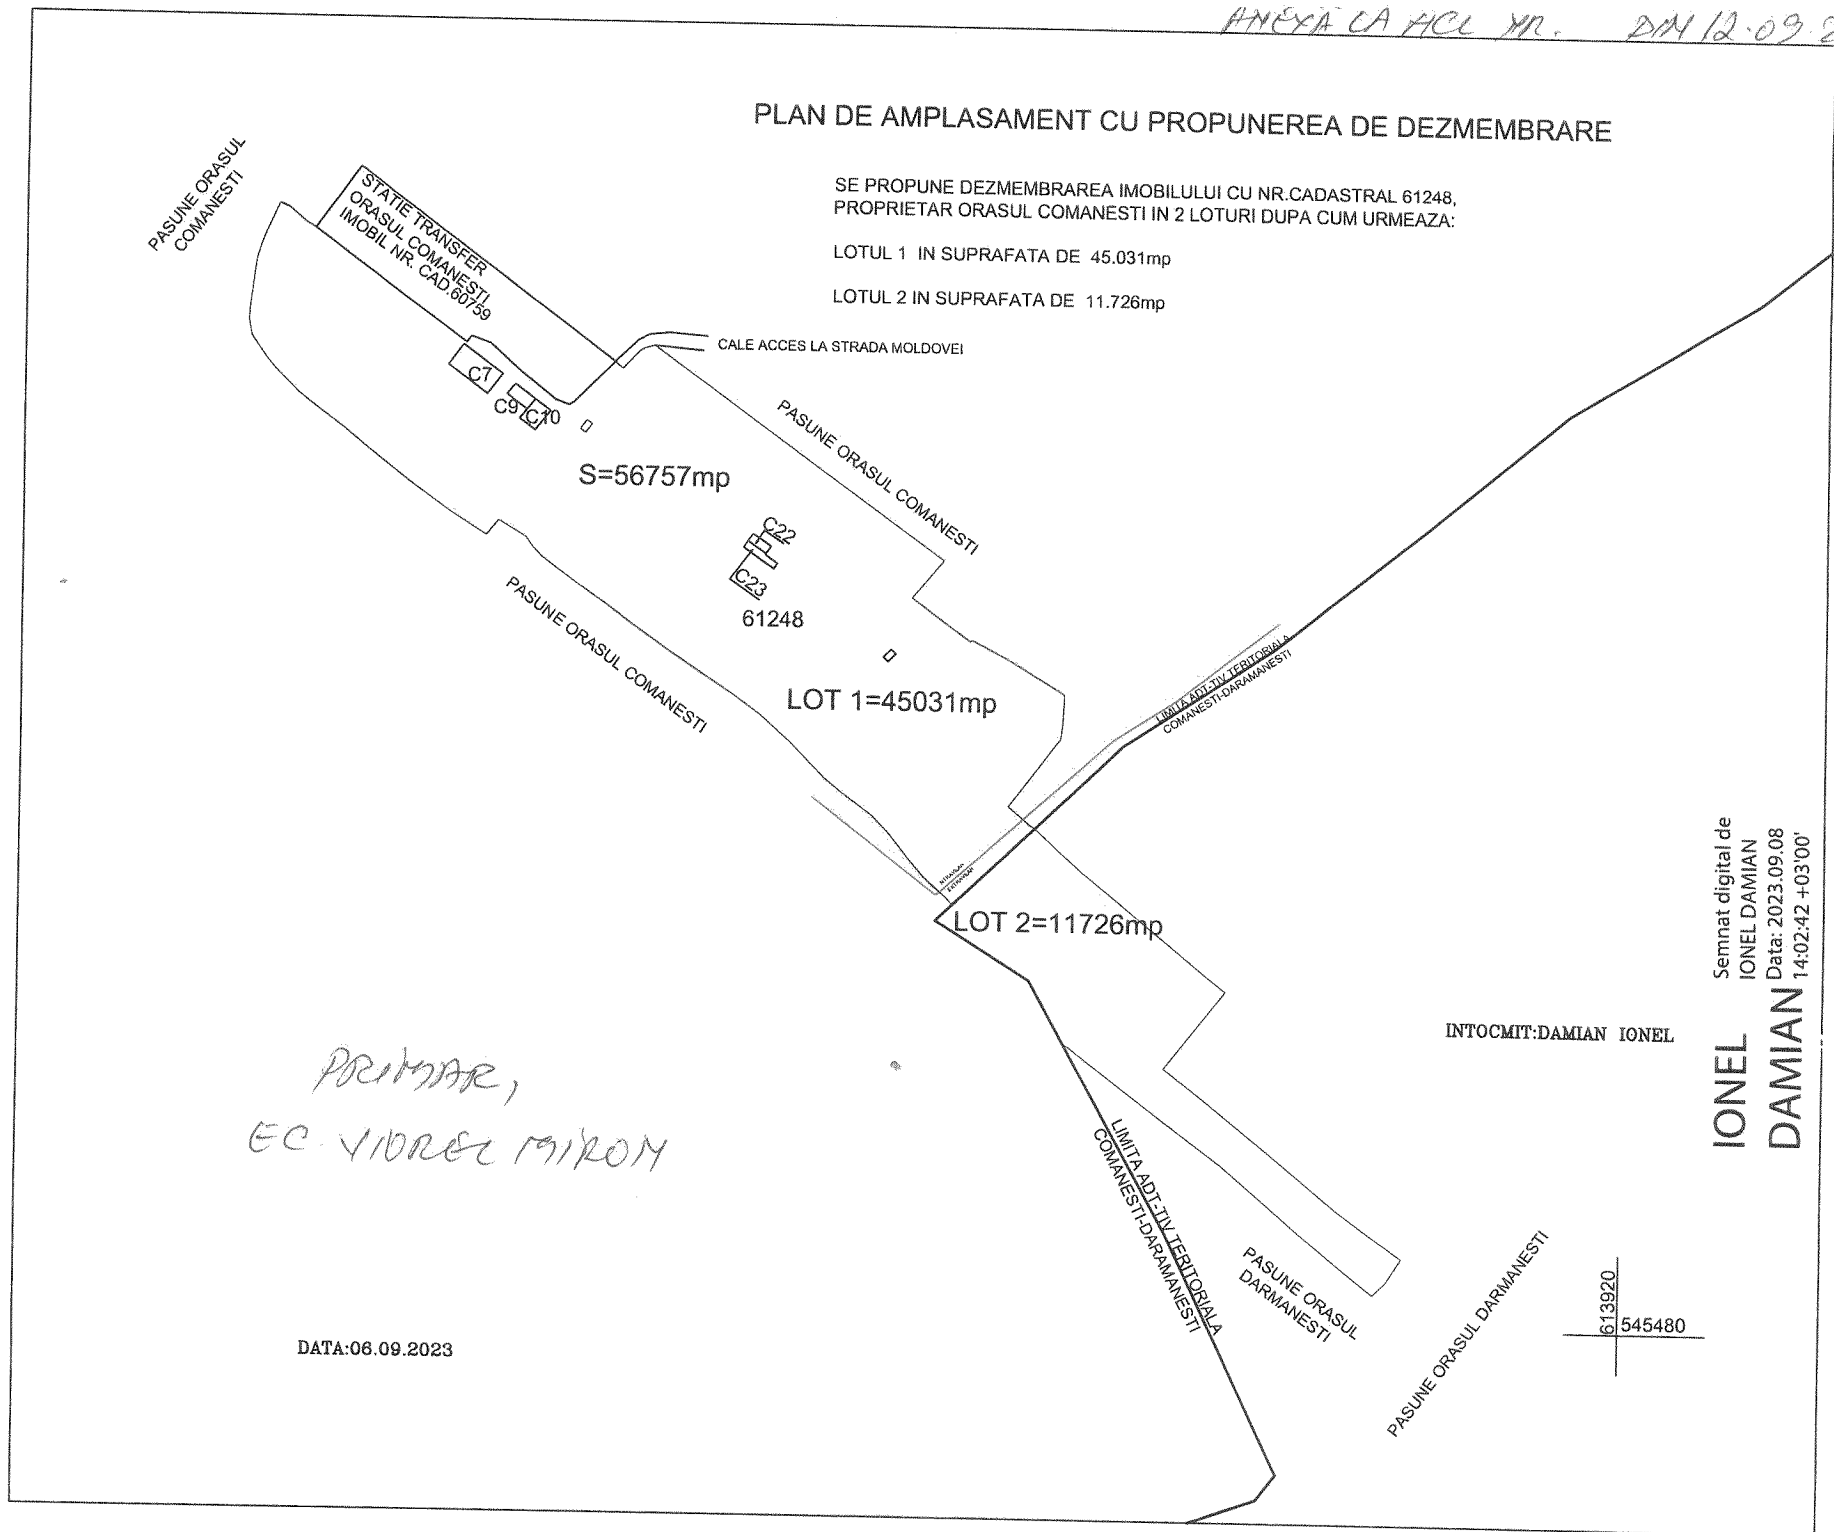 ANEXA LA HCL NR. DIN 12.09.2
PLAN DE AMPLASAMENT CU PROPUNEREA DE DEZMEMBRARE
SE PROPUNE DEZMEMBRAREA IMOBILULUI CU NR.CADASTRAL 61248,
PROPRIETAR ORASUL COMANESTI IN 2 LOTURI DUPA CUM URMEAZA:
LOTUL 1 IN SUPRAFATA DE 45.031mp
LOTUL 2 IN SUPRAFATA DE 11.726mp
PASUNE ORASUL
COMANESTI
STATIE TRANSFER
ORASUL COMANESTI
IMOBIL NR. CAD.60759
CALE ACCES LA STRADA MOLDOVEI
C7
C9
C10
PASUNE ORASUL COMANESTI
S=56757mp
C22
C23
61248
PASUNE ORASUL COMANESTI
LOT 1=45031mp
LIMITA ADT-TIV TERITORIALA
COMANESTI-DARAMANESTI
INTRAVILAN
EXTRAVILAN
LOT 2=11726mp
Semnat digital de
IONEL DAMIAN
Data: 2023.09.08
14:02:42 +03'00'
IONEL
DAMIAN
INTOCMIT:DAMIAN IONEL
PRIMAR,
EC. VIOREL MIRON
LIMITA ADT-TIV TERITORIALA
COMANESTI-DARAMANESTI
PASUNE ORASUL
DARMANESTI
PASUNE ORASUL DARMANESTI
613920
545480
DATA:06.09.2023